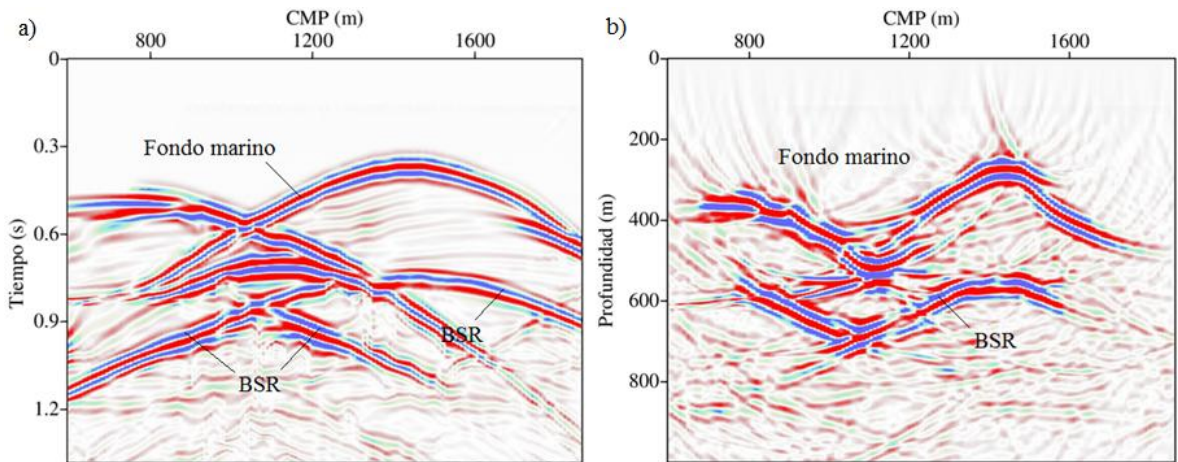 a)
CMP (m)
800 1200 1600
0
0.3
0.6
0.9
1.2
Tiempo (s)
Fondo marino
BSR
BSR
b)
CMP (m)
800 1200 1600
0
200
400
600
800
Profundidad (m)
Fondo marino
BSR